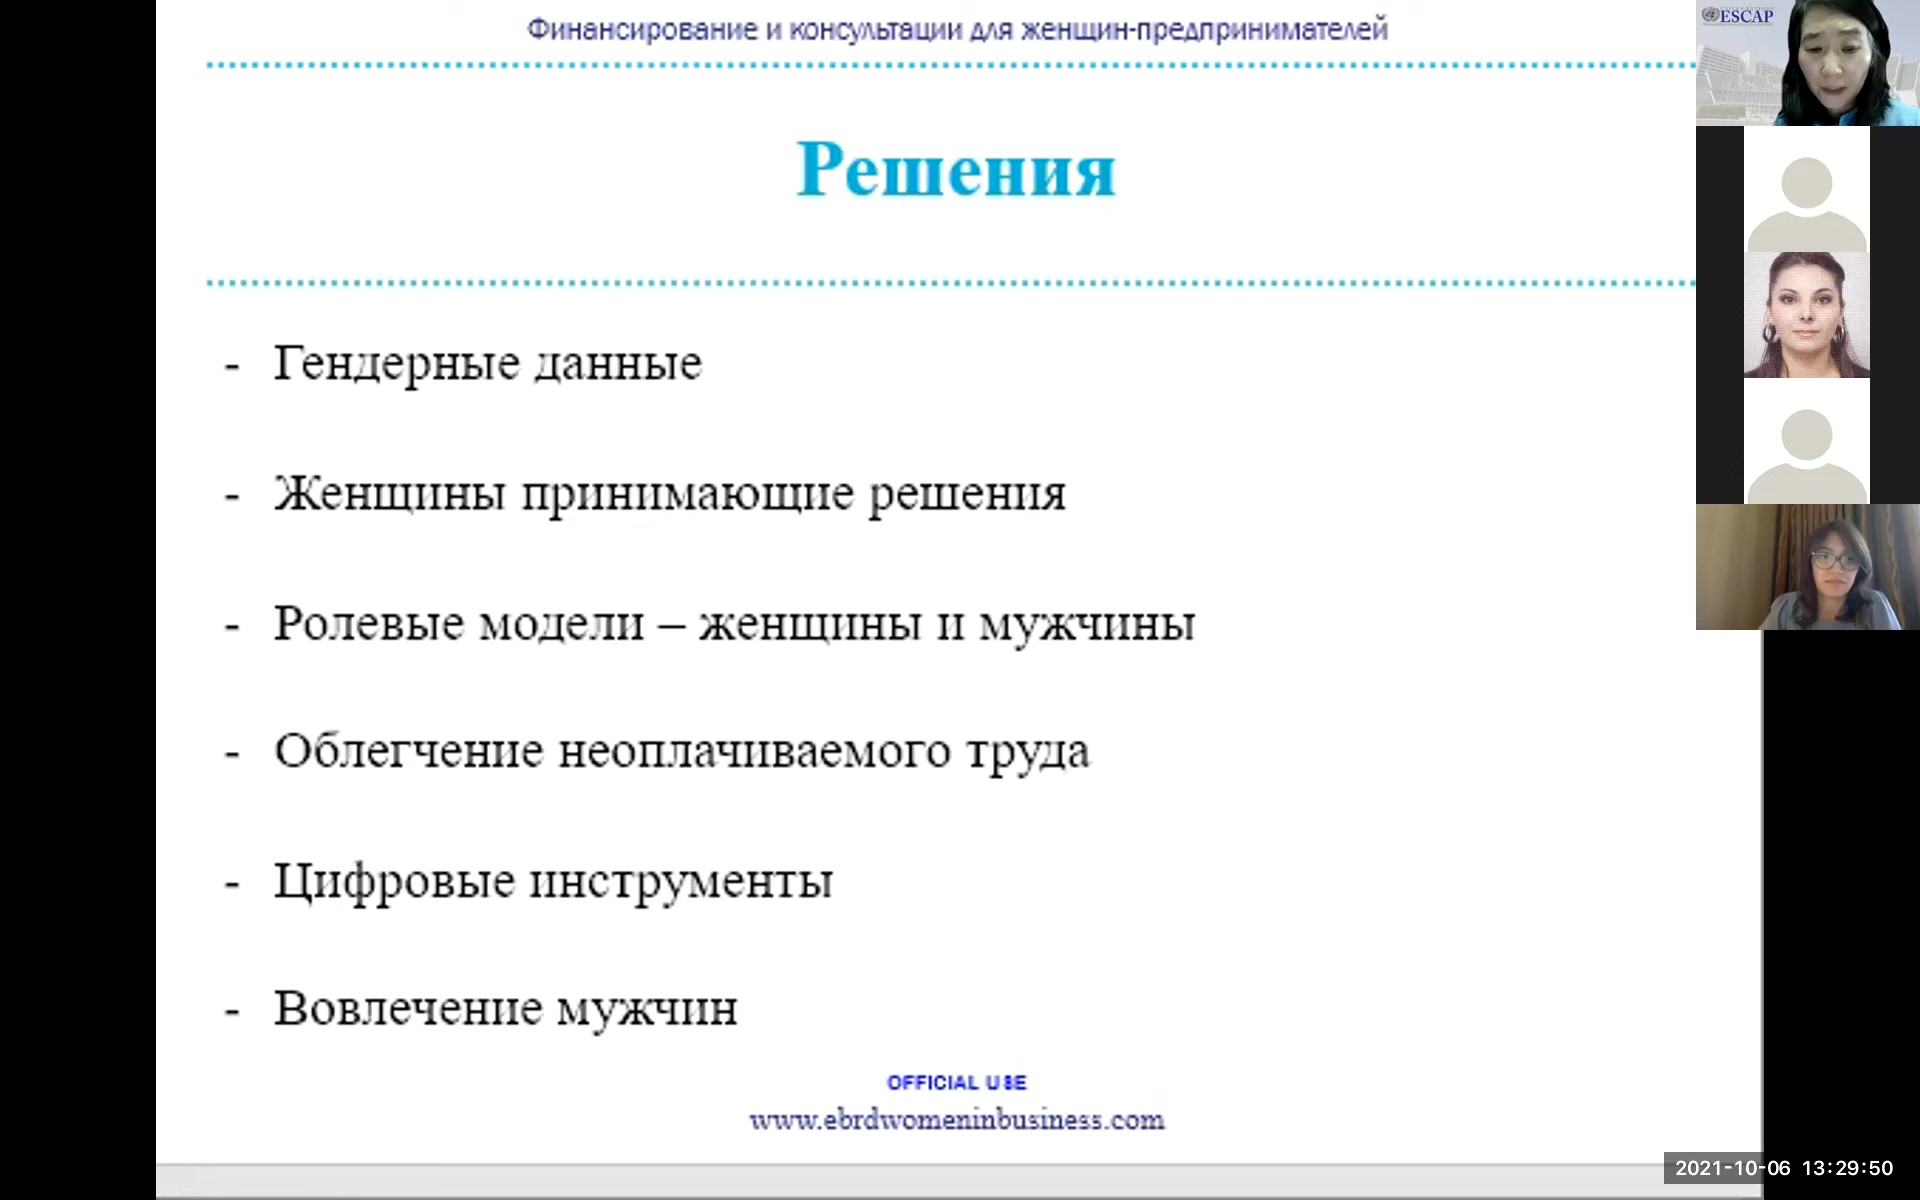 Финансирование и консультации для женщин-предпринимателей
ESCAP
Решения
- Гендерные данные
- Женщины принимающие решения
- Ролевые модели – женщины и мужчины
- Облегчение неоплачиваемого труда
- Цифровые инструменты
- Вовлечение мужчин
OFFICIAL USE
www.ebrdwomeninbusiness.com
2021-10-06 13:29:50